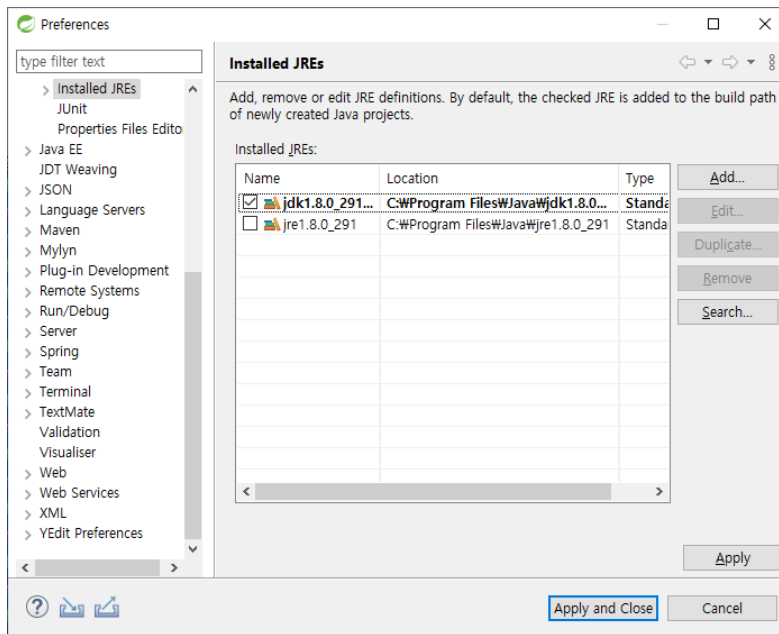 Preferences
type filter text
Installed JREs
JUnit
Properties Files Edito
Java EE
JDT Weaving
JSON
Language Servers
Maven
Mylyn
Plug-in Development
Remote Systems
Run/Debug
Server
Spring
Team
Terminal
TextMate
Validation
Visualiser
Web
Web Services
XML
YEdit Preferences
Installed JREs
Add, remove or edit JRE definitions. By default, the checked JRE is added to the build path
of newly created Java projects.
Installed JREs:
Name Location Type
jdk1.8.0_291... C:₩Program Files₩Java₩jdk1.8.0... Standa
jre1.8.0_291 C:₩Program Files₩Java₩jre1.8.0_291 Standa
Add...
Edit...
Duplicate...
Remove
Search...
Apply
Apply and Close Cancel